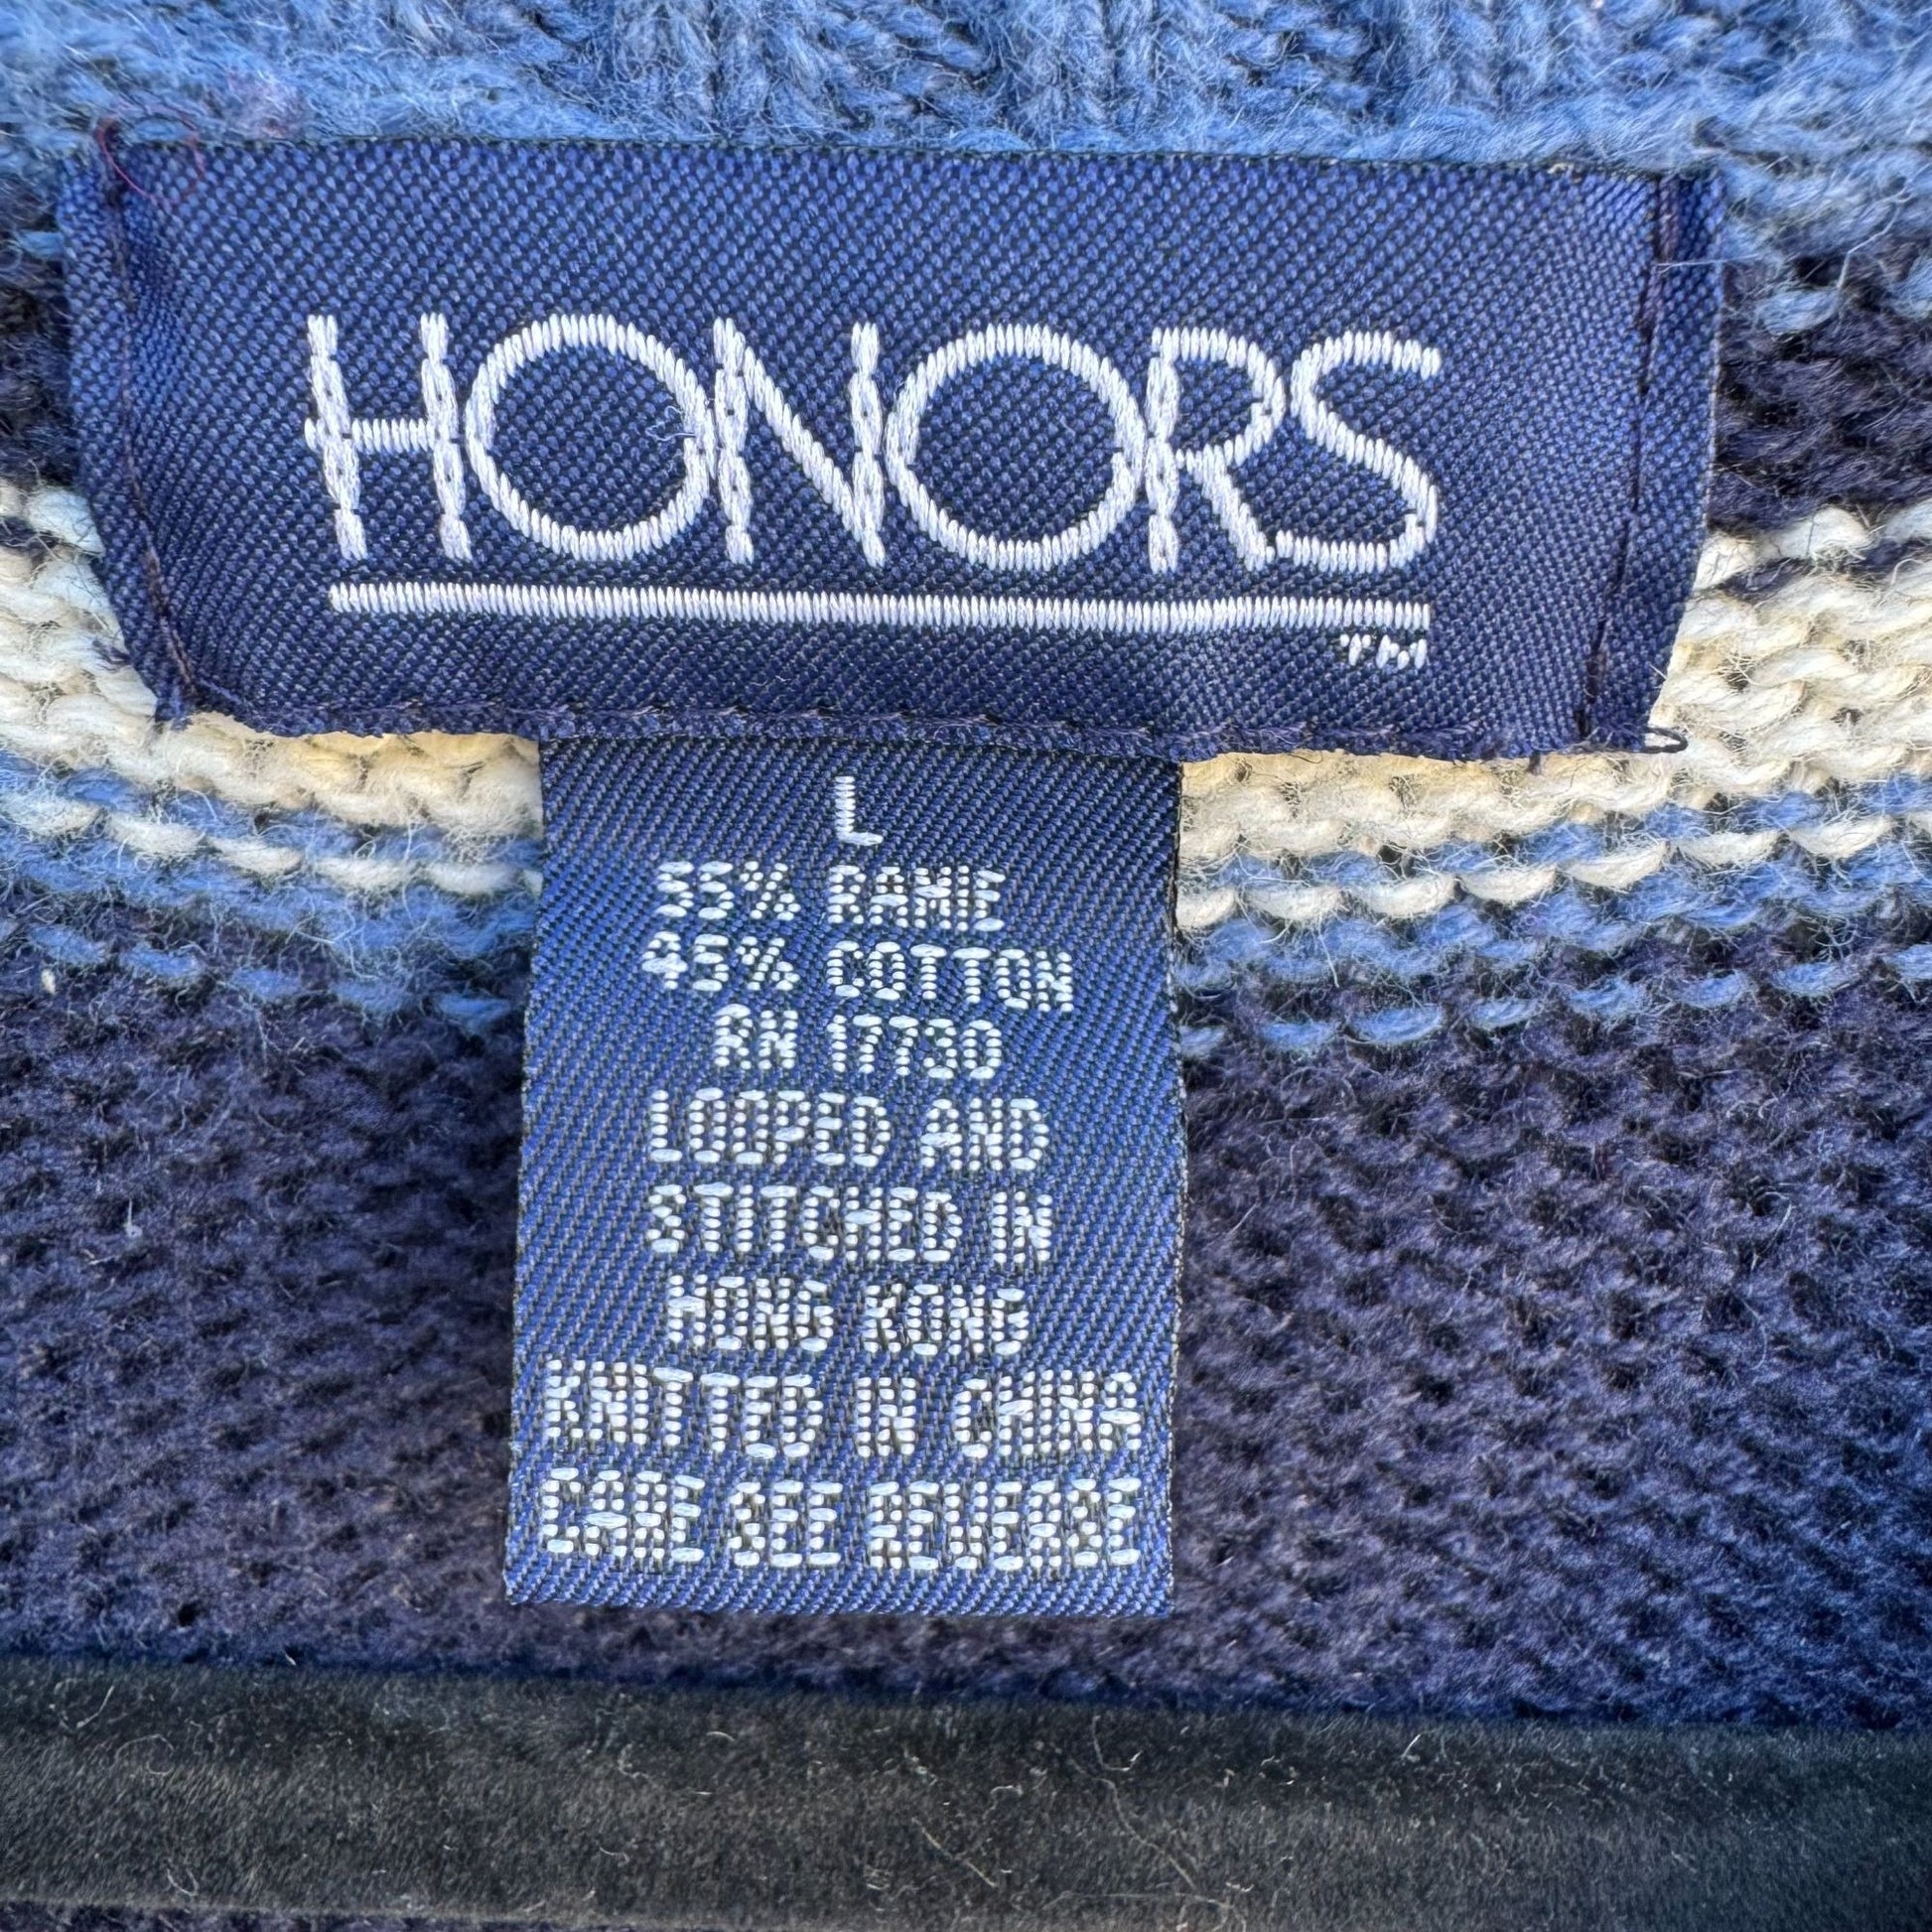 HONORS
TM
L
55% RAMIE
45% COTTON
RN 17730
LOOPED AND
STITCHED IN
HONG KONG
KNITTED IN CHINA
CARE SEE REVERSE